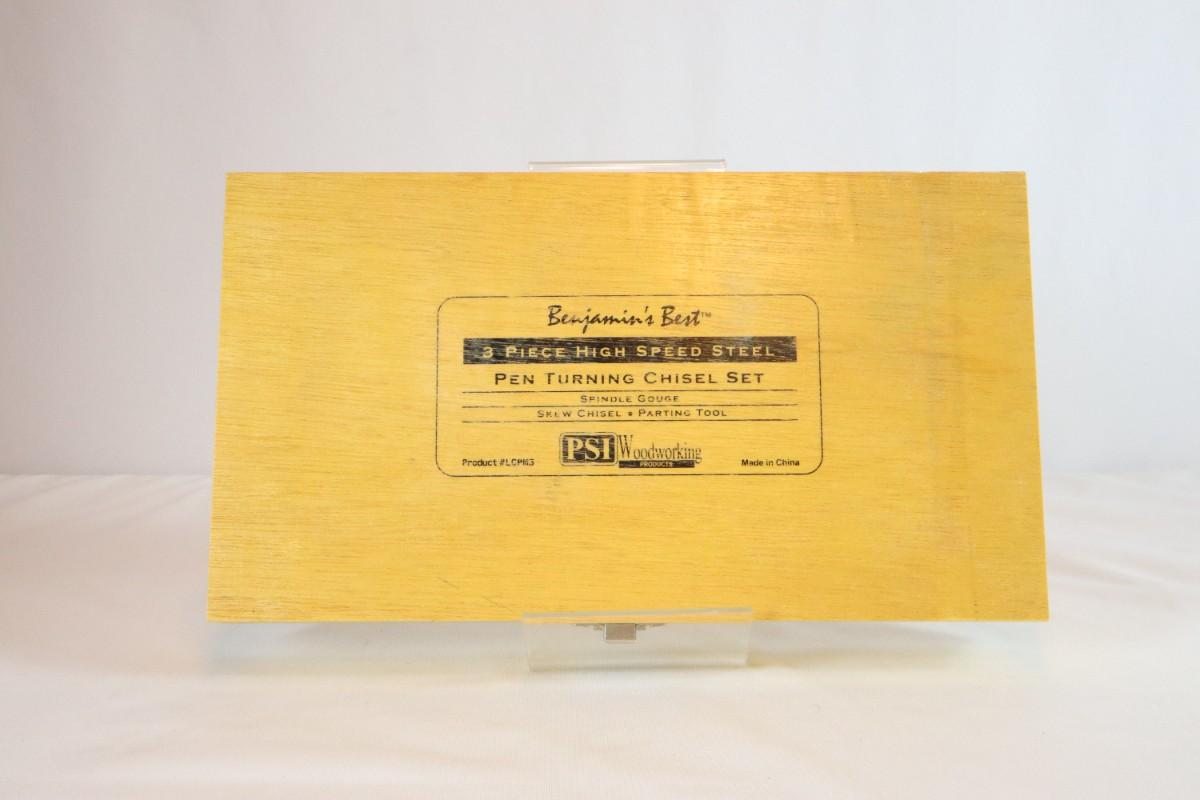 Benjamin's Best™
3 PIECE HIGH SPEED STEEL
PEN TURNING CHISEL SET
SPINDLE GOUGE
SKEW CHISEL • PARTING TOOL
PSI Woodworking
PRODUCTS
Product #LCPM3
Made in China